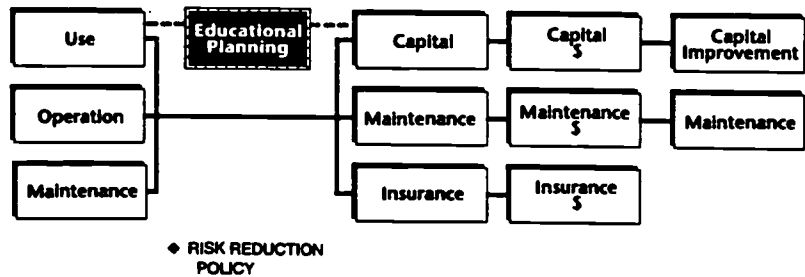 Use
Educational
Planning
Capital
Capital
$
Capital
Improvement
Operation
Maintenance
Maintenance
$
Maintenance
Maintenance
Insurance
Insurance
$
◆ RISK REDUCTION
POLICY